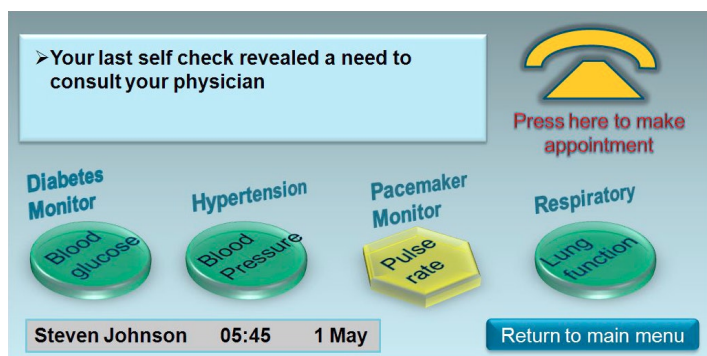 ➢Your last self check revealed a need to
consult your physician
Press here to make
appointment
Diabetes
Monitor
Hypertension
Pacemaker
Monitor
Respiratory
Blood
glucose
Blood
Pressure
Pulse
rate
Lung
function
Steven Johnson 05:45 1 May
Return to main menu